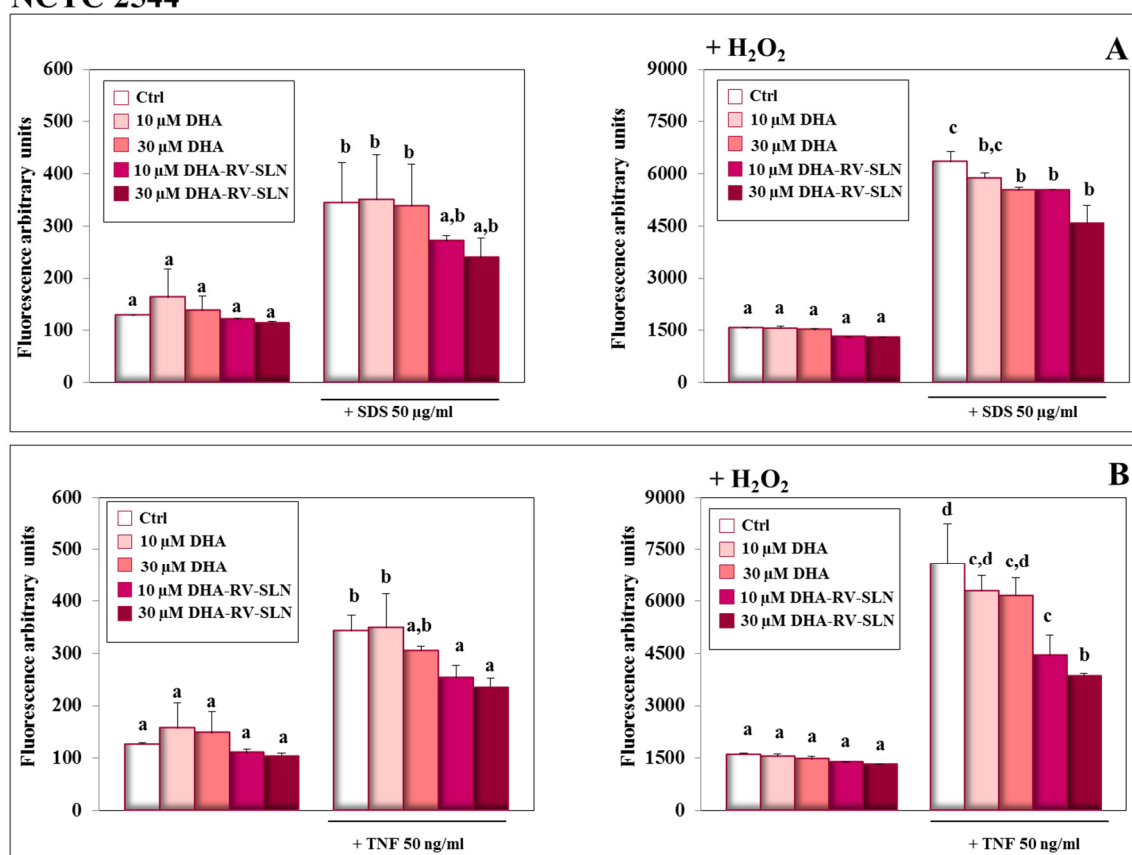 + H₂O₂
A
Fluorescence arbitrary units
600
500
400
300
200
100
0
Ctrl
10 µM DHA
30 µM DHA
10 µM DHA-RV-SLN
30 µM DHA-RV-SLN
a
a
a
a
a
b
b
b
a,b
a,b
+ SDS 50 µg/ml
Fluorescence arbitrary units
9000
7500
6000
4500
3000
1500
0
Ctrl
10 µM DHA
30 µM DHA
10 µM DHA-RV-SLN
30 µM DHA-RV-SLN
a
a
a
a
a
c
b,c
b
b
b
+ SDS 50 µg/ml
+ H₂O₂
B
Fluorescence arbitrary units
600
500
400
300
200
100
0
Ctrl
10 µM DHA
30 µM DHA
10 µM DHA-RV-SLN
30 µM DHA-RV-SLN
a
a
a
a
a
b
b
a,b
a
a
+ TNF 50 ng/ml
Fluorescence arbitrary units
9000
7500
6000
4500
3000
1500
0
Ctrl
10 µM DHA
30 µM DHA
10 µM DHA-RV-SLN
30 µM DHA-RV-SLN
a
a
a
a
a
d
c,d
c,d
c
b
+ TNF 50 ng/ml